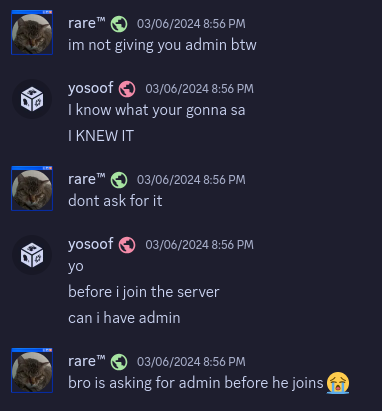 rare™ 03/06/2024 8:56 PM
im not giving you admin btw
yosoof 03/06/2024 8:56 PM
I know what your gonna sa
I KNEW IT
rare™ 03/06/2024 8:56 PM
dont ask for it
yosoof 03/06/2024 8:56 PM
yo
before i join the server
can i have admin
rare™ 03/06/2024 8:56 PM
bro is asking for admin before he joins 😭